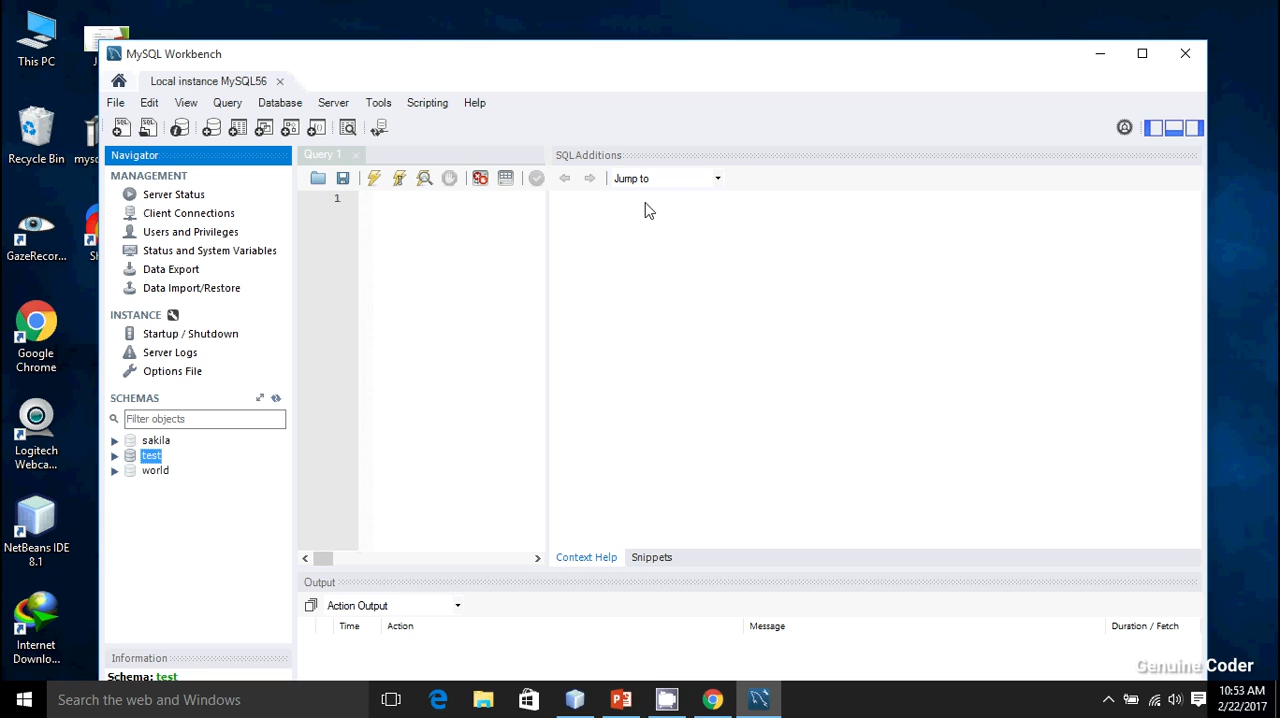 This PC
J
MySQL Workbench
Local instance MySQL56
File Edit View Query Database Server Tools Scripting Help
Recycle Bin
mysc
Navigator
Query 1
SQLAdditions
MANAGEMENT
Server Status
Client Connections
Users and Privileges
Status and System Variables
Data Export
Data Import/Restore
Jump to
1
GazeRecor...
Sh
INSTANCE
Startup / Shutdown
Server Logs
Options File
Google
Chrome
SCHEMAS
Filter objects
sakila
test
world
Logitech
Webca...
NetBeans IDE
8.1
Context Help Snippets
Output
Action Output
Time Action Message Duration / Fetch
Internet
Downlo...
Information
Schema: test
Genuine Coder
Search the web and Windows
10:53 AM
2/22/2017